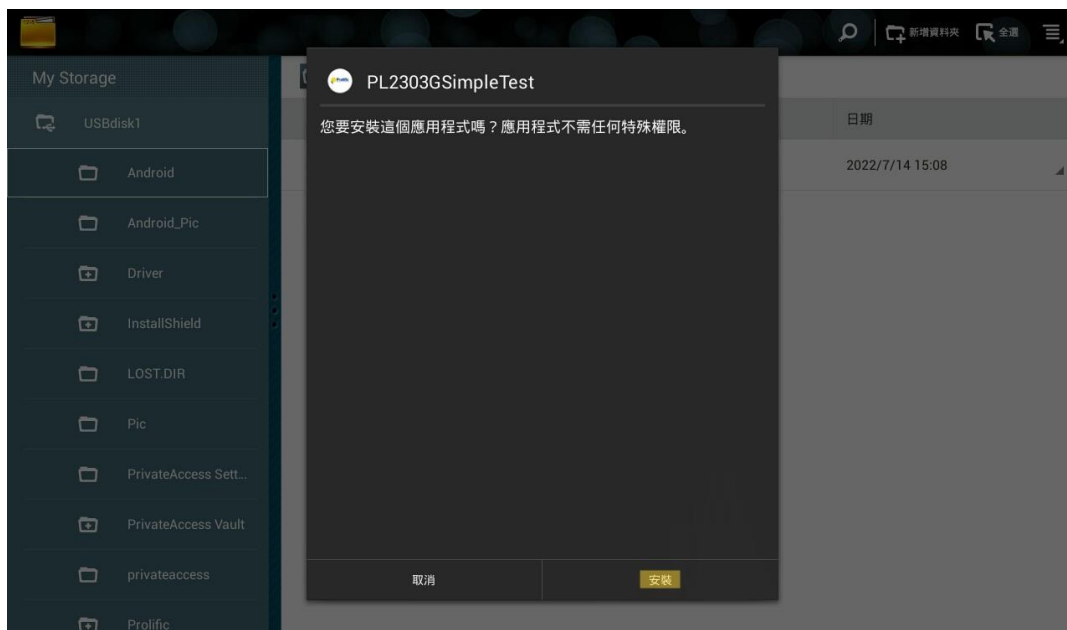 新增資料夾
全選
My Storage
USBdisk1
Android
Android_Pic
Driver
InstallShield
LOST.DIR
Pic
PrivateAccess Sett...
PrivateAccess Vault
privateaccess
Prolific
PL2303GSimpleTest
您要安裝這個應用程式嗎？應用程式不需任何特殊權限。
取消
安裝
日期
2022/7/14 15:08